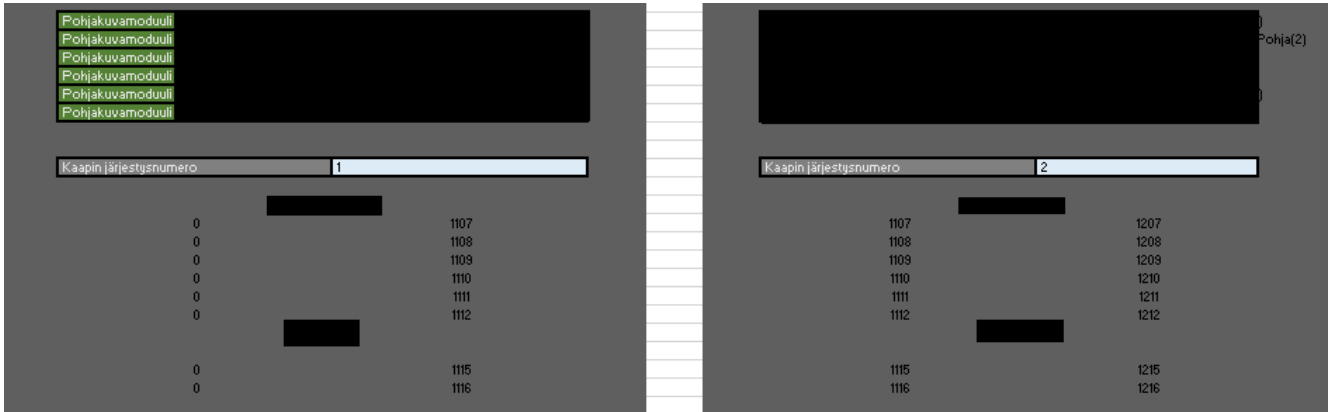 Pohjakuvamoduuli
Pohjakuvamoduuli
Pohjakuvamoduuli
Pohjakuvamoduuli
Pohjakuvamoduuli
Pohjakuvamoduuli
Kaapin järjestysnumero 1
0 1107
0 1108
0 1109
0 1110
0 1111
0 1112
0 1115
0 1116
)
Pohja(2)
)
Kaapin järjestysnumero 2
1107 1207
1108 1208
1109 1209
1110 1210
1111 1211
1112 1212
1115 1215
1116 1216